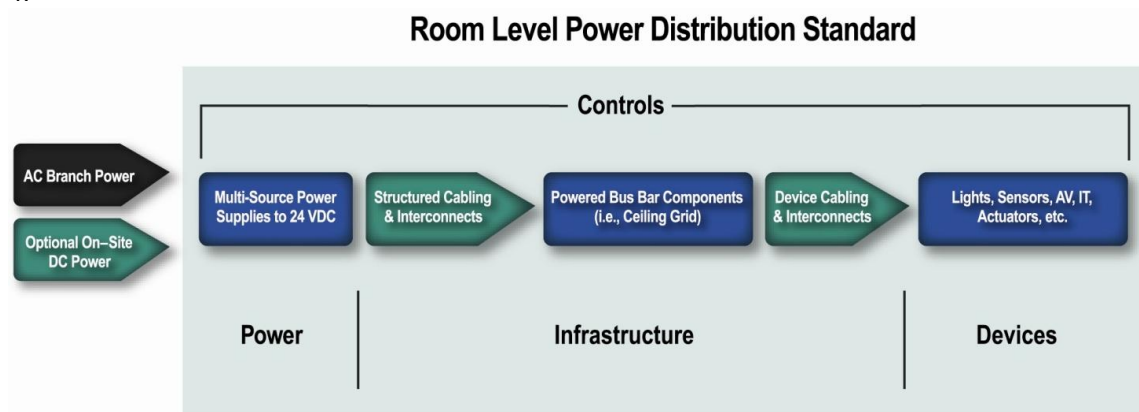 Room Level Power Distribution Standard
Controls
AC Branch Power
Optional On–Site
DC Power
Multi-Source Power
Supplies to 24 VDC
Structured Cabling
& Interconnects
Powered Bus Bar Components
(i.e., Ceiling Grid)
Device Cabling
& Interconnects
Lights, Sensors, AV, IT,
Actuators, etc.
Power
Infrastructure
Devices